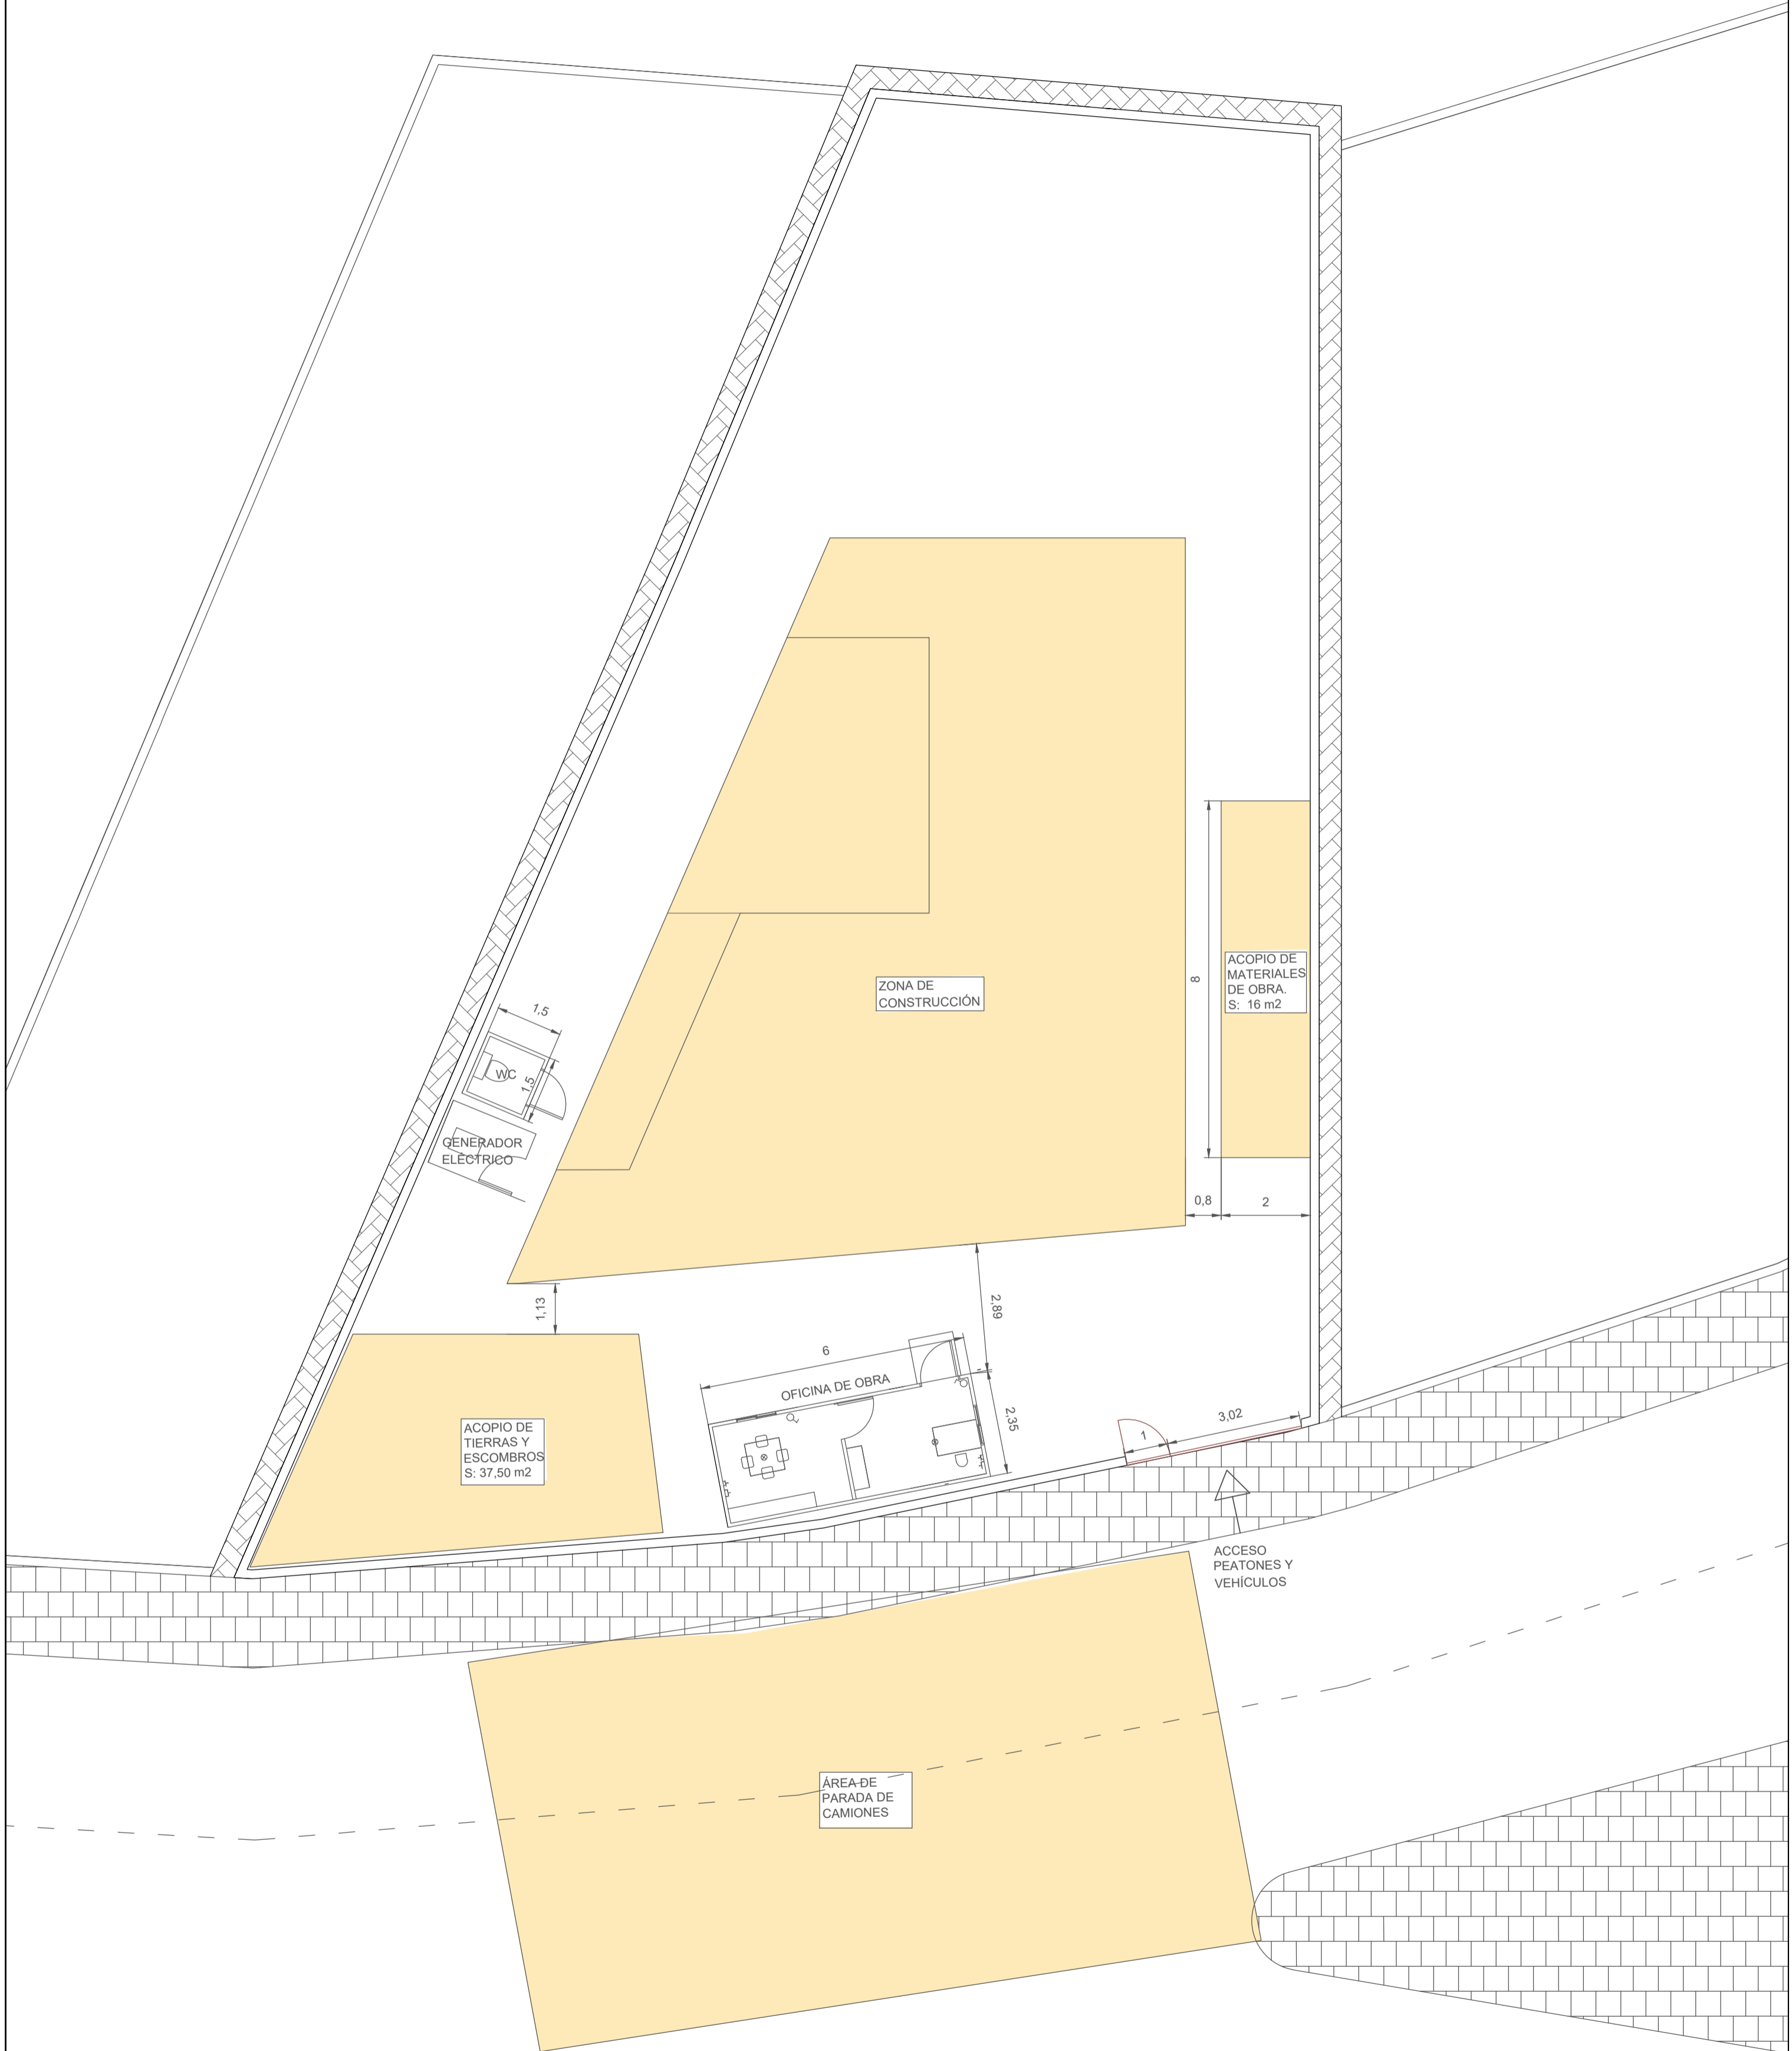 1,5
WC
1,5
GENERADOR
ELÉCTRICO
ZONA DE
CONSTRUCCIÓN
8
ACOPIO DE
MATERIALES
DE OBRA.
S: 16 m2
0,8
2
1,13
2,89
6
OFICINA DE OBRA
2,35
ACOPIO DE
TIERRAS Y
ESCOMBROS
S: 37,50 m2
1
3,02
ACCESO
PEATONES Y
VEHÍCULOS
ÁREA DE
PARADA DE
CAMIONES